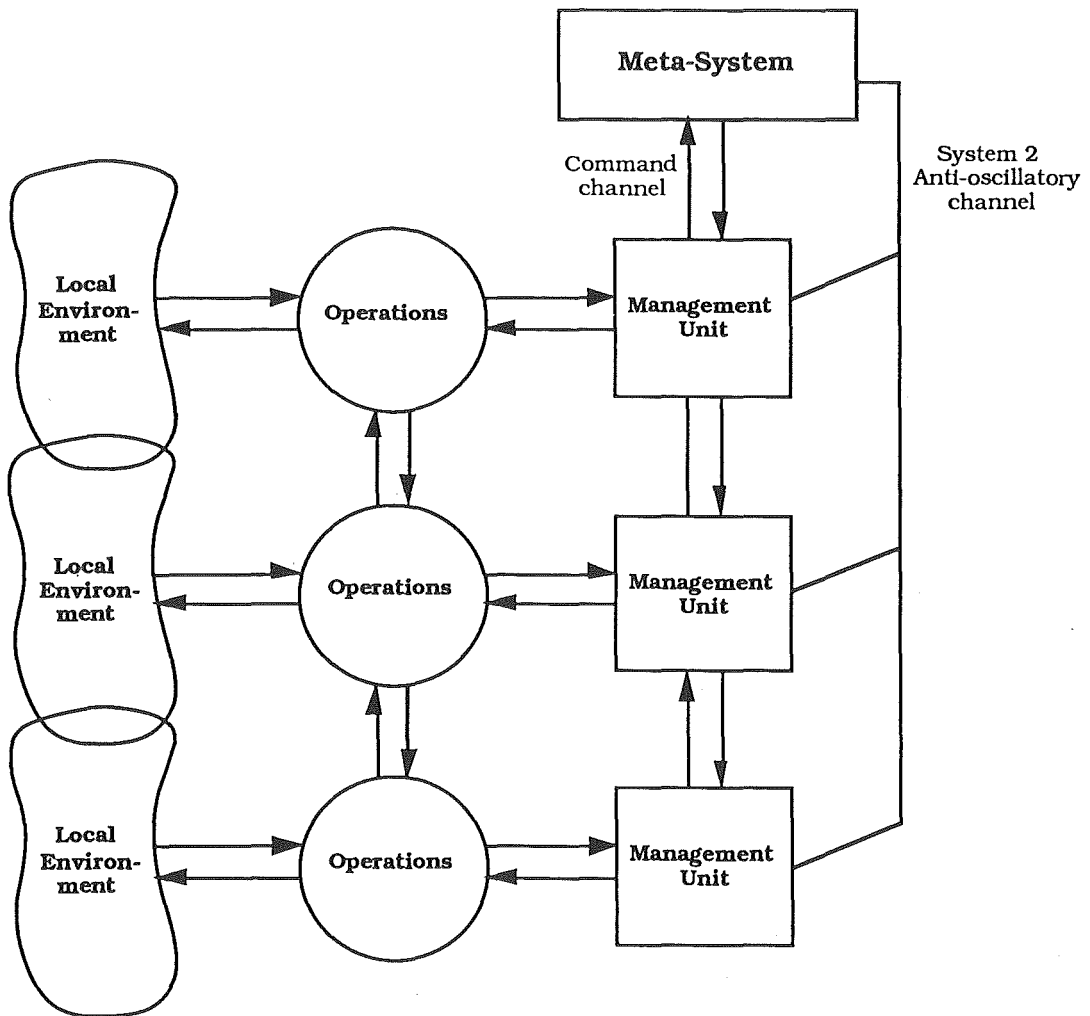 Meta-System
Command
channel
System 2
Anti-oscillatory
channel
Local
Environ-
ment
Operations
Management
Unit
Local
Environ-
ment
Operations
Management
Unit
Local
Environ-
ment
Operations
Management
Unit